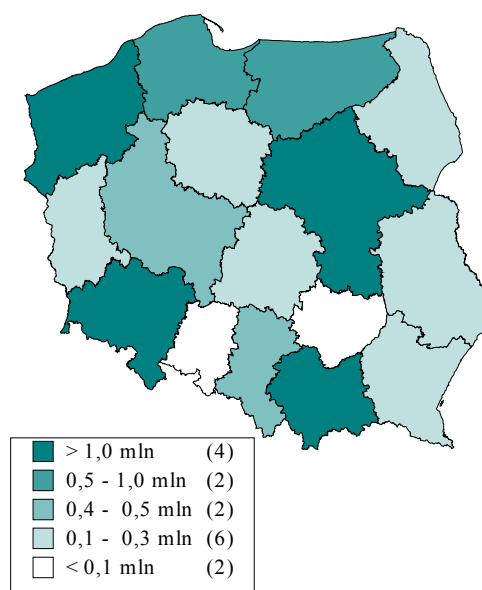 > 1,0 mln (4)
0,5 - 1,0 mln (2)
0,4 - 0,5 mln (2)
0,1 - 0,3 mln (6)
< 0,1 mln (2)